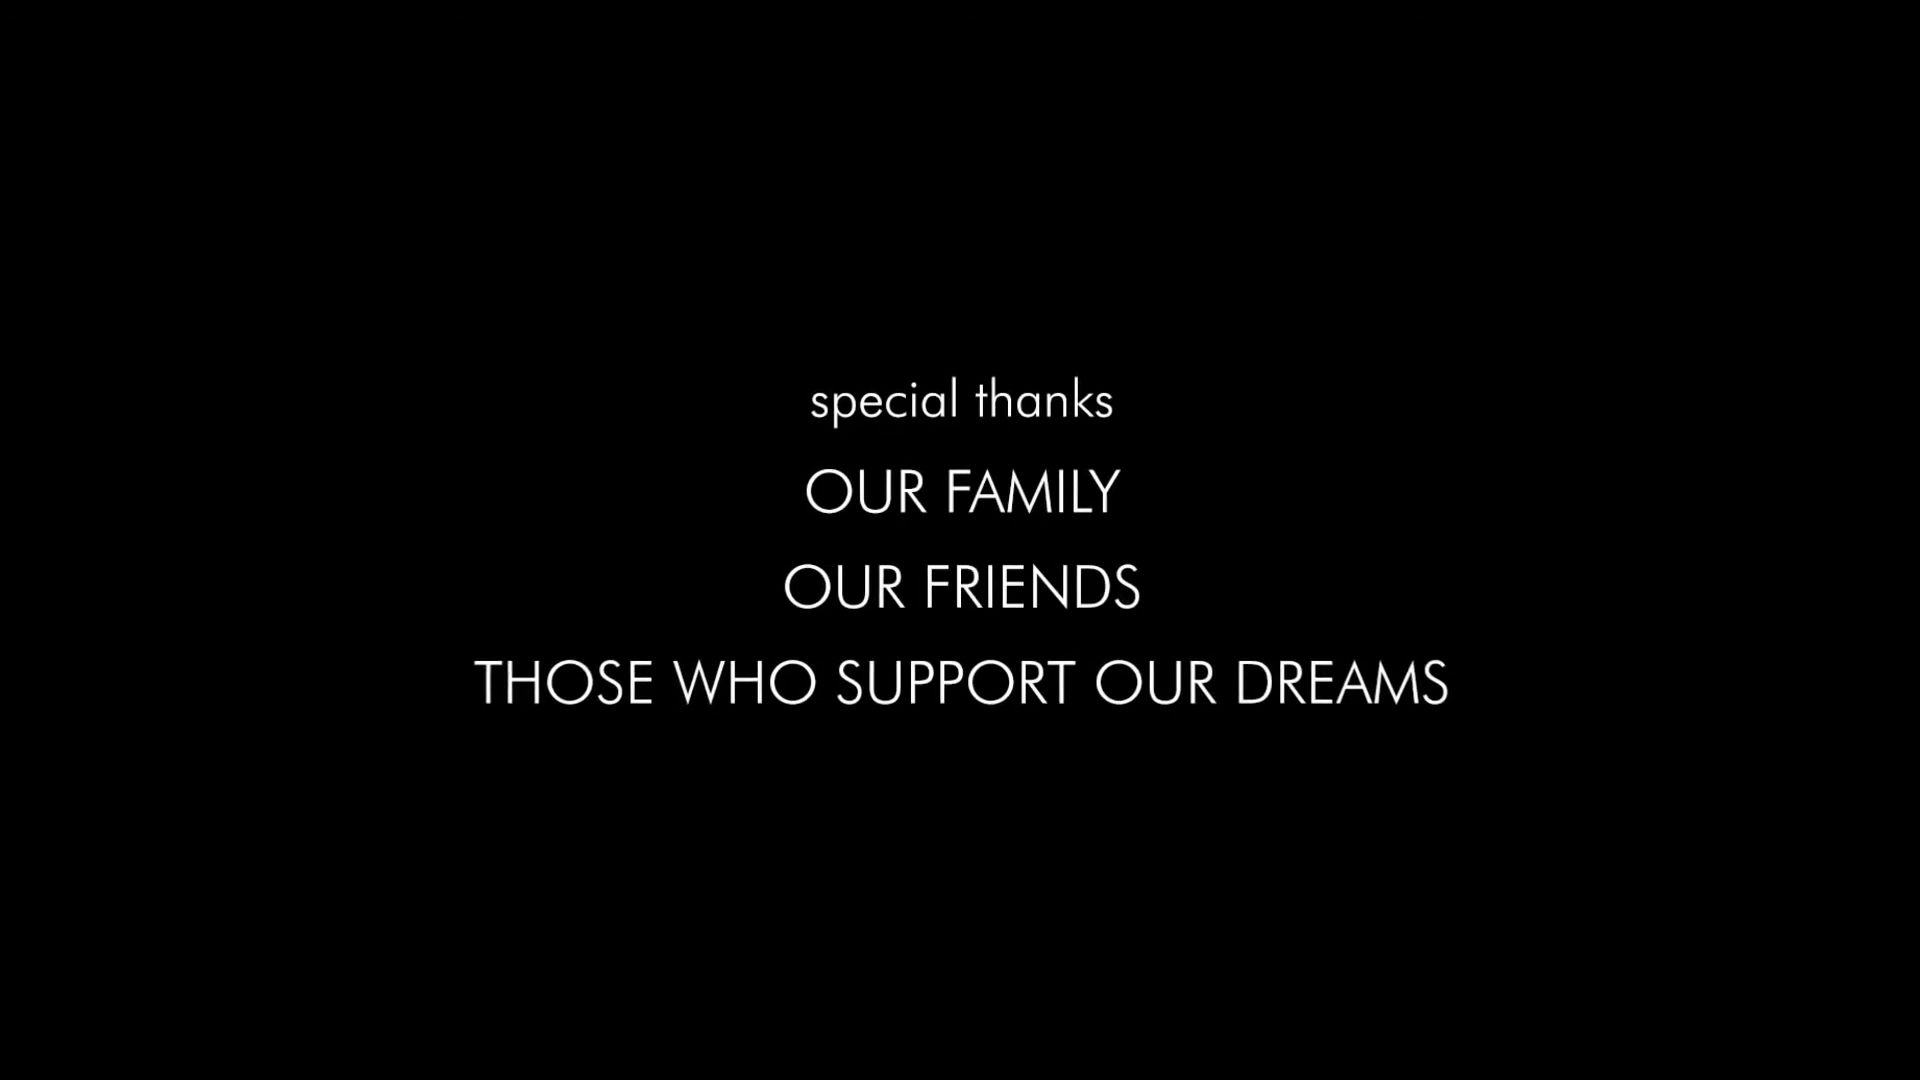 special thanks
OUR FAMILY
OUR FRIENDS
THOSE WHO SUPPORT OUR DREAMS